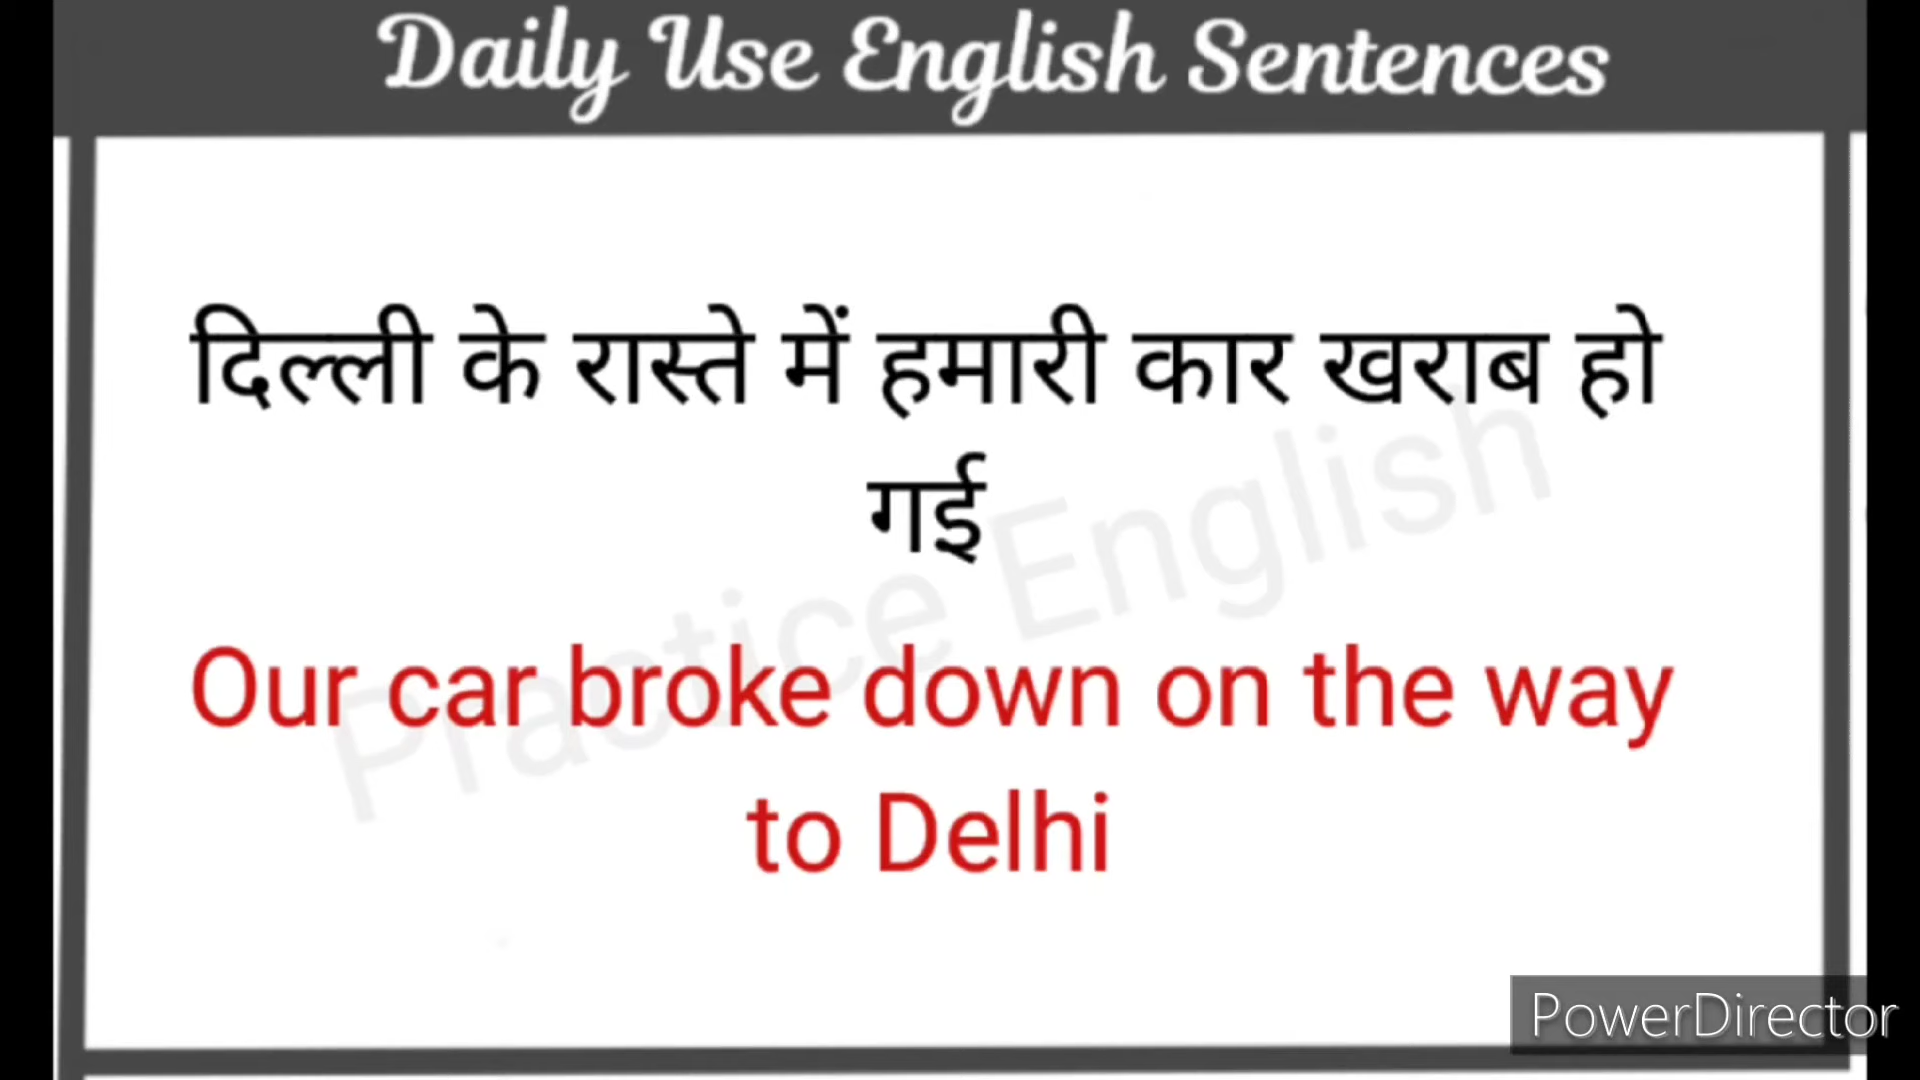 Daily Use English Sentences
दिल्ली के रास्ते में हमारी कार खराब हो
गई
Practice English
Our car broke down on the way
to Delhi
PowerDirector